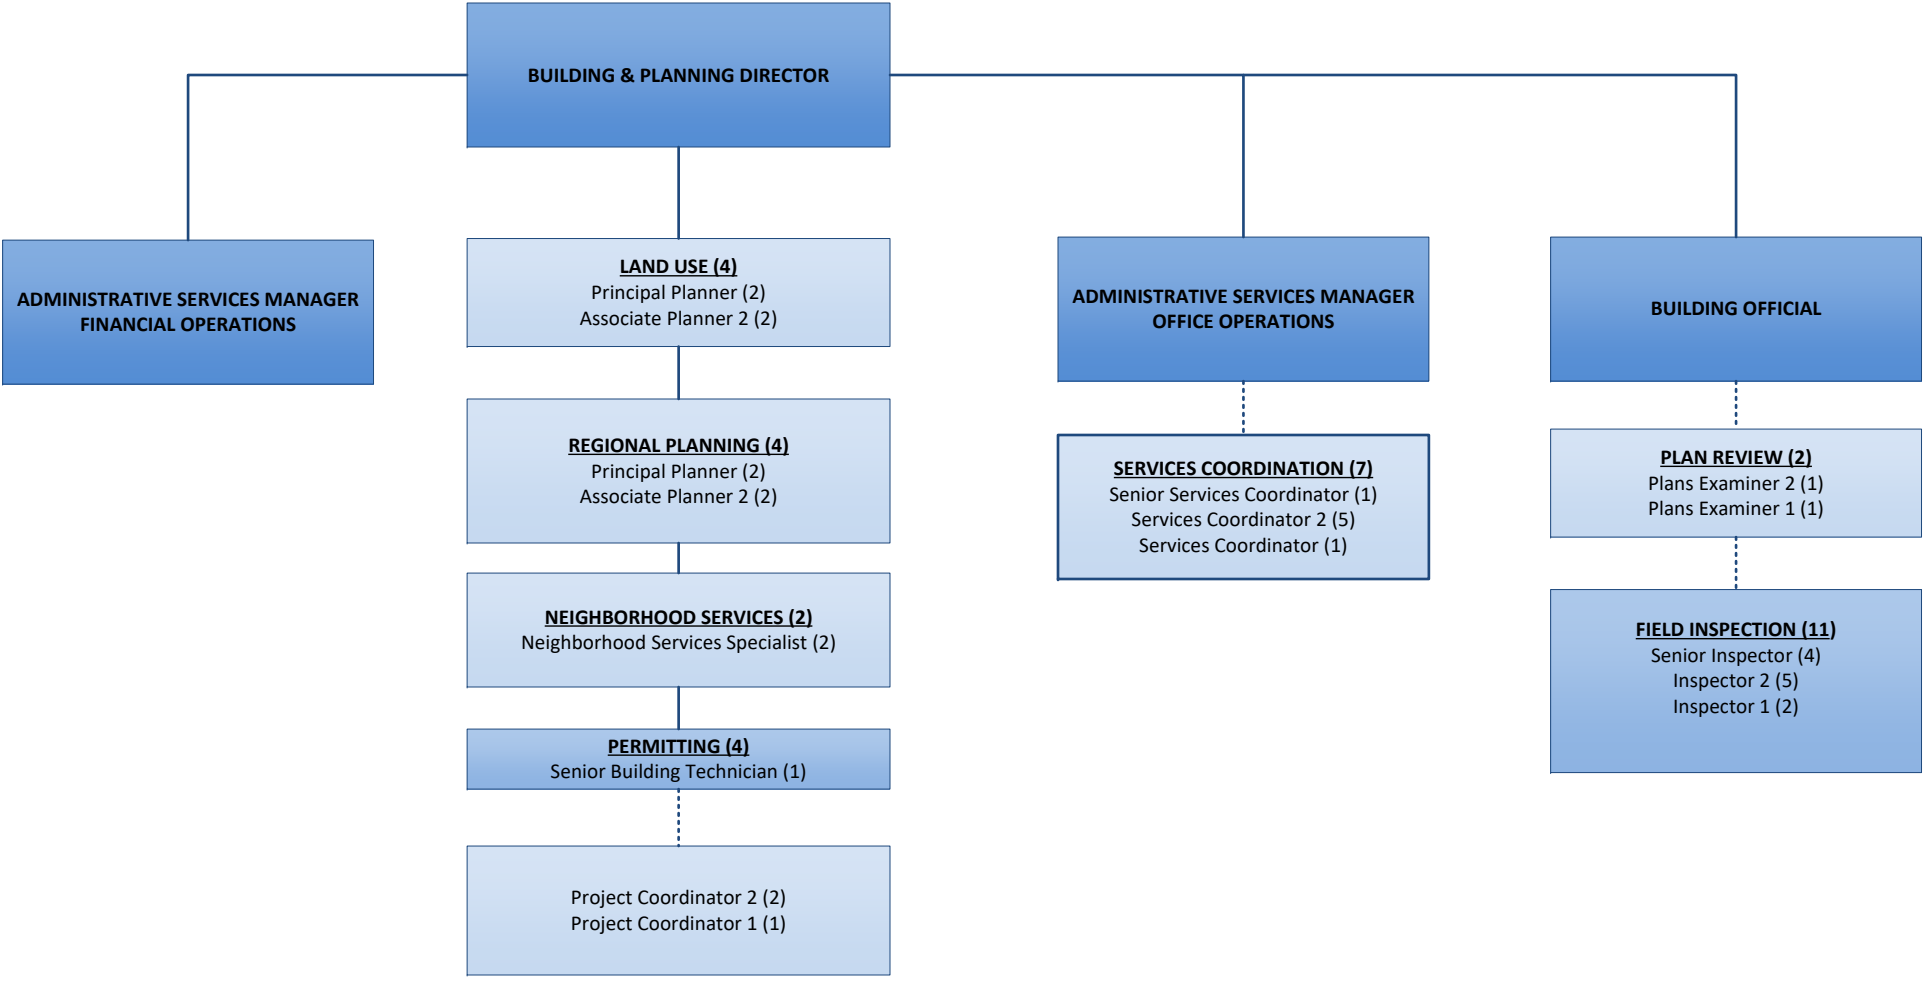 BUILDING & PLANNING DIRECTOR
ADMINISTRATIVE SERVICES MANAGER
FINANCIAL OPERATIONS
LAND USE (4)
Principal Planner (2)
Associate Planner 2 (2)
REGIONAL PLANNING (4)
Principal Planner (2)
Associate Planner 2 (2)
NEIGHBORHOOD SERVICES (2)
Neighborhood Services Specialist (2)
PERMITTING (4)
Senior Building Technician (1)
Project Coordinator 2 (2)
Project Coordinator 1 (1)
ADMINISTRATIVE SERVICES MANAGER
OFFICE OPERATIONS
SERVICES COORDINATION (7)
Senior Services Coordinator (1)
Services Coordinator 2 (5)
Services Coordinator (1)
BUILDING OFFICIAL
PLAN REVIEW (2)
Plans Examiner 2 (1)
Plans Examiner 1 (1)
FIELD INSPECTION (11)
Senior Inspector (4)
Inspector 2 (5)
Inspector 1 (2)